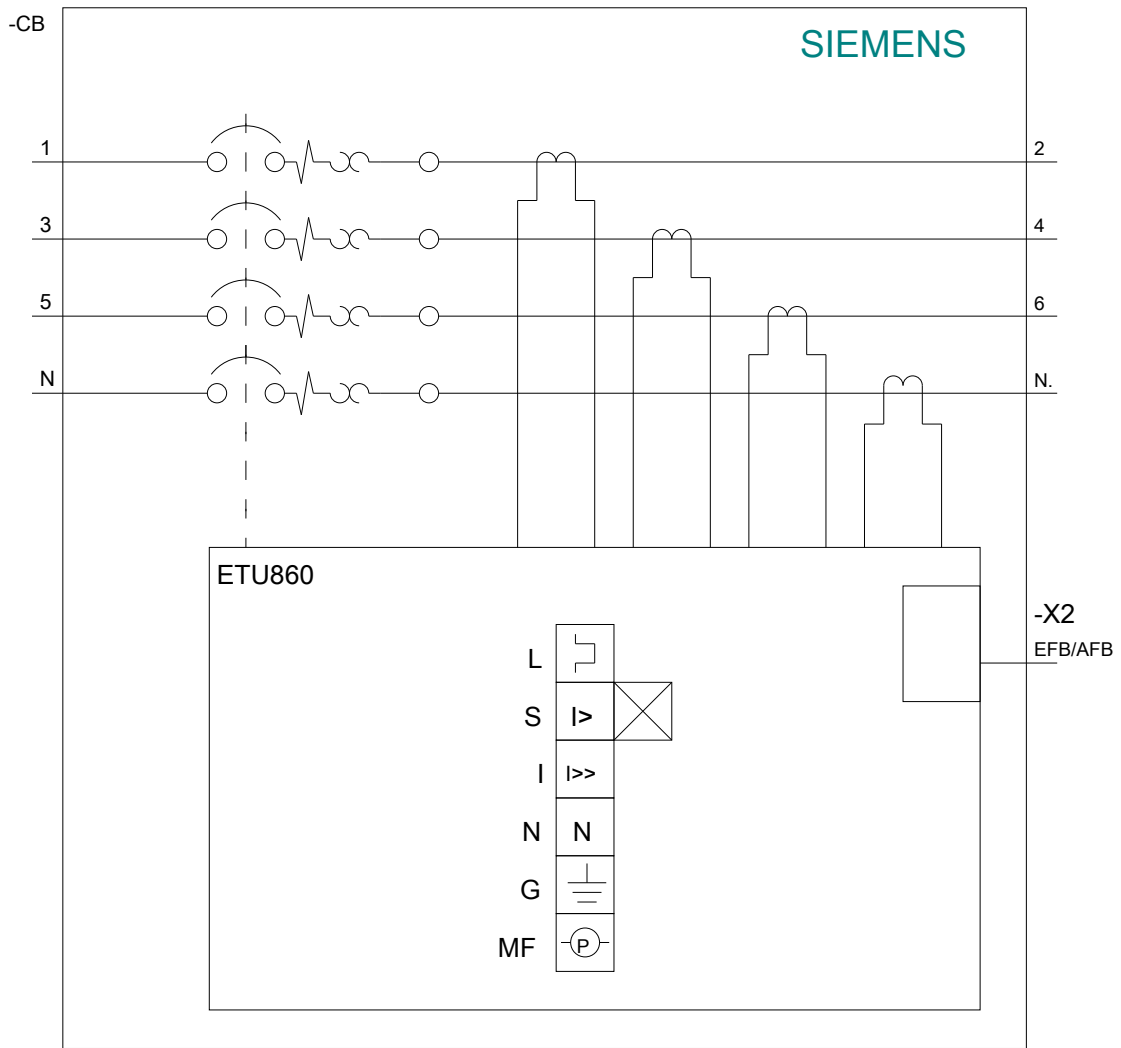 -CB
SIEMENS
1 2
3 4
5 6
N N.
ETU860
-X2
EFB/AFB
L
S I>
I I>>
N N
G
MF P